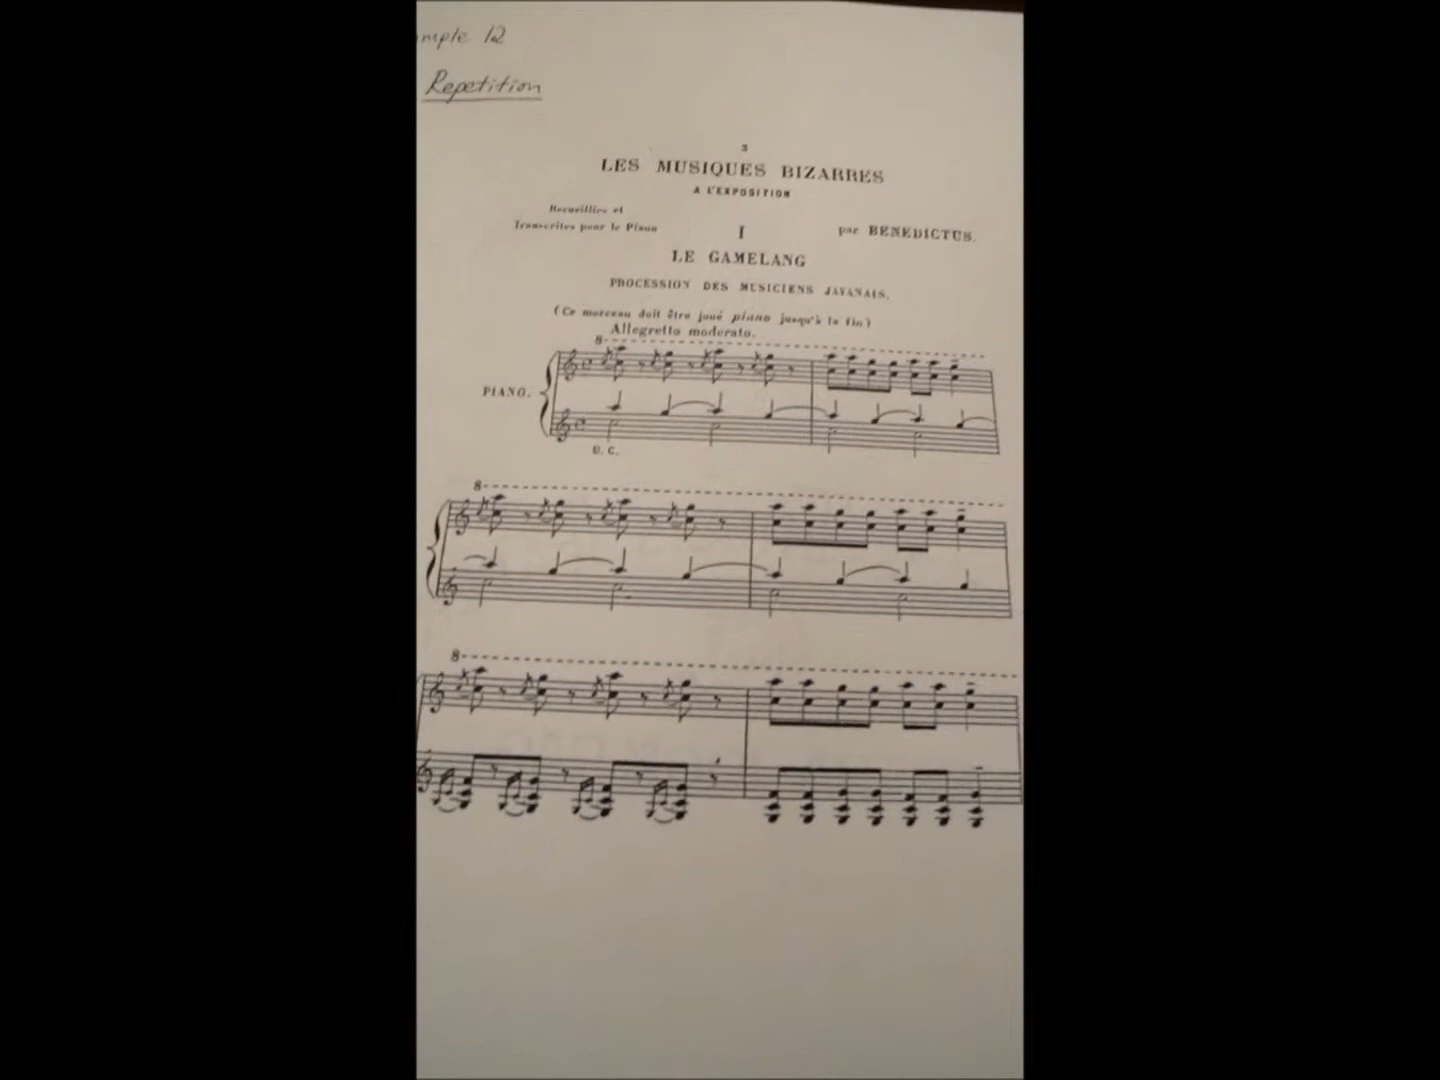 mple 12
Repetition
3
LES MUSIQUES BIZARRES
A L'EXPOSITION
Recueillies et
Transcrites pour le Piano
I
par BENEDICTUS.
LE GAMELANG
PROCESSION DES MUSICIENS JAVANAIS.
(Ce morceau doit être joué piano jusqu'à la fin)
Allegretto moderato.
8
PIANO.
U. C.
8
8